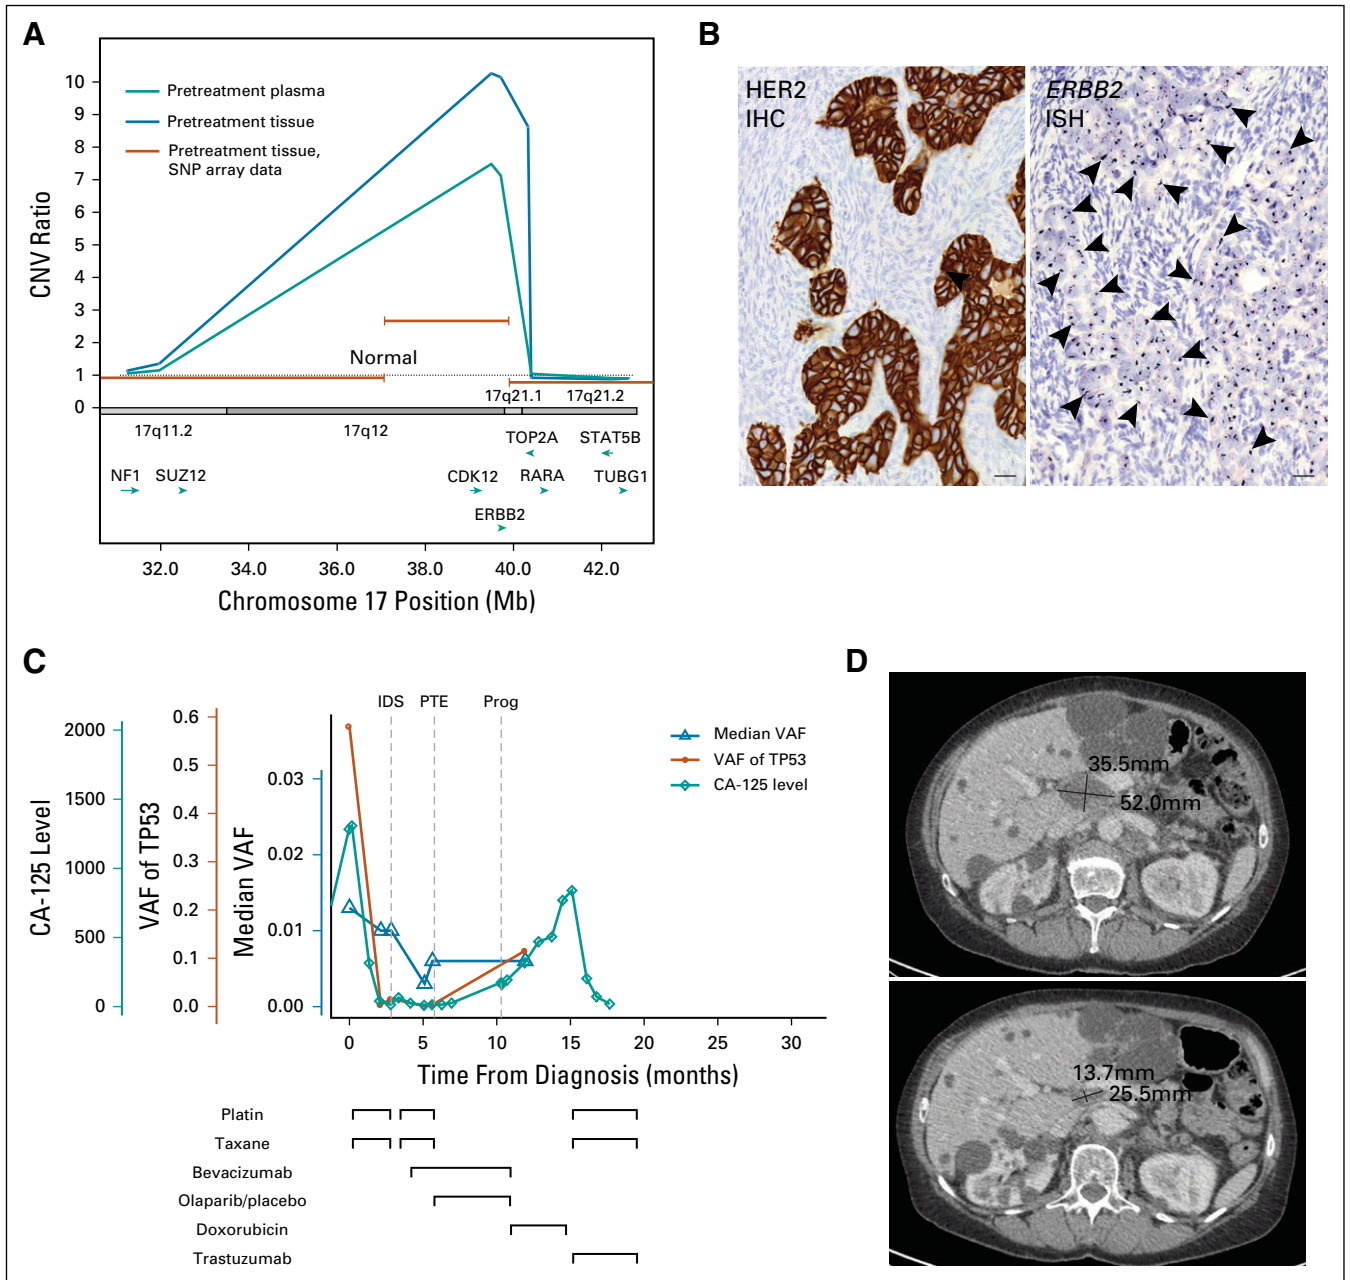 A
Pretreatment plasma
Pretreatment tissue
Pretreatment tissue,
SNP array data
CNV Ratio
10
9
8
7
6
5
4
3
2
1
0
Normal
17q21.1
17q21.2
17q11.2
17q12
TOP2A
STAT5B
NF1
SUZ12
CDK12
RARA
TUBG1
ERBB2
32.0
34.0
36.0
38.0
40.0
42.0
Chromosome 17 Position (Mb)
B
HER2
IHC
ERBB2
ISH
C
IDS
PTE
Prog
CA-125 Level
2000
1500
1000
500
0
VAF of TP53
0.6
0.5
0.4
0.3
0.2
0.1
0.0
Median VAF
0.03
0.02
0.01
0.00
Median VAF
VAF of TP53
CA-125 level
0
5
10
15
20
25
30
Time From Diagnosis (months)
Platin
Taxane
Bevacizumab
Olaparib/placebo
Doxorubicin
Trastuzumab
D
35.5mm
52.0mm
13.7mm
25.5mm